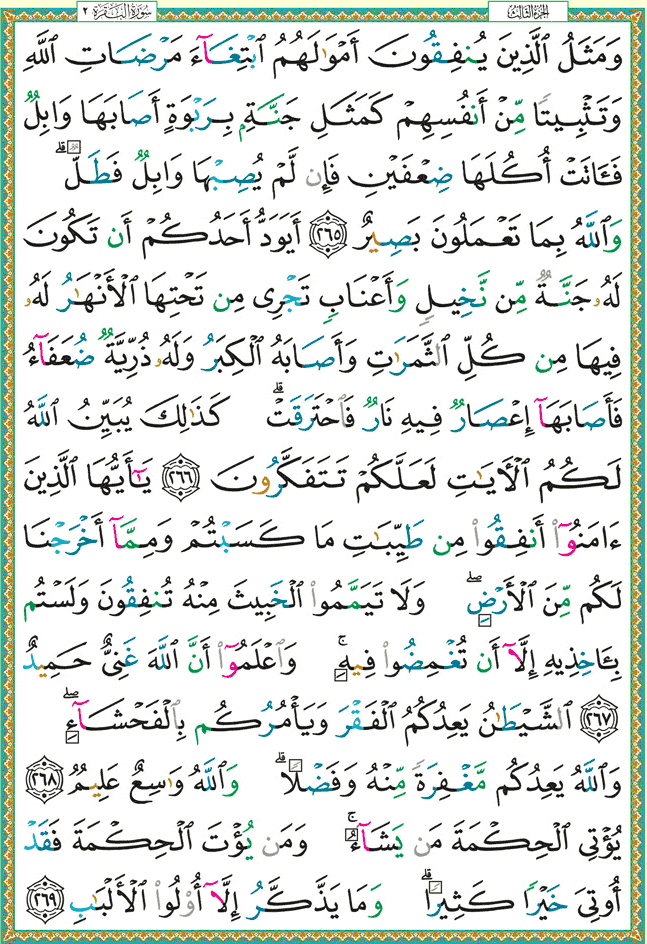 الجزء الثالث
سورة البقرة ٢
وَمَثَلُ ٱلَّذِينَ يُنفِقُونَ أَمْوَٰلَهُمُ ٱبْتِغَآءَ مَرْضَاتِ ٱللَّهِ
وَتَثْبِيتًا مِّنْ أَنفُسِهِمْ كَمَثَلِ جَنَّةٍۭ بِرَبْوَةٍ أَصَابَهَا وَابِلٌ
فَـَٔاتَتْ أُكُلَهَا ضِعْفَيْنِ فَإِن لَّمْ يُصِبْهَا وَابِلٌ فَطَلٌّ ۗ
وَٱللَّهُ بِمَا تَعْمَلُونَ بَصِيرٌ ٢٦٥ أَيَوَدُّ أَحَدُكُمْ أَن تَكُونَ
لَهُۥ جَنَّةٌ مِّن نَّخِيلٍ وَأَعْنَابٍ تَجْرِى مِن تَحْتِهَا ٱلْأَنْهَٰرُ لَهُۥ
فِيهَا مِن كُلِّ ٱلثَّمَرَٰتِ وَأَصَابَهُ ٱلْكِبَرُ وَلَهُۥ ذُرِّيَّةٌ ضُعَفَآءُ
فَأَصَابَهَآ إِعْصَارٌ فِيهِ نَارٌ فَٱحْتَرَقَتْ ۗ كَذَٰلِكَ يُبَيِّنُ ٱللَّهُ
لَكُمُ ٱلْـَٔايَٰتِ لَعَلَّكُمْ تَتَفَكَّرُونَ ٢٦٦ يَٰٓأَيُّهَا ٱلَّذِينَ
ءَامَنُوٓا۟ أَنفِقُوا۟ مِن طَيِّبَٰتِ مَا كَسَبْتُمْ وَمِمَّآ أَخْرَجْنَا
لَكُم مِّنَ ٱلْأَرْضِ ۖ وَلَا تَيَمَّمُوا۟ ٱلْخَبِيثَ مِنْهُ تُنفِقُونَ وَلَسْتُم
بِـَٔاخِذِيهِ إِلَّآ أَن تُغْمِضُوا۟ فِيهِ ۚ وَٱعْلَمُوٓا۟ أَنَّ ٱللَّهَ غَنِىٌّ حَمِيدٌ
٢٦٧ ٱلشَّيْطَٰنُ يَعِدُكُمُ ٱلْفَقْرَ وَيَأْمُرُكُم بِٱلْفَحْشَآءِ ۖ
وَٱللَّهُ يَعِدُكُم مَّغْفِرَةً مِّنْهُ وَفَضْلًا ۗ وَٱللَّهُ وَٰسِعٌ عَلِيمٌ ٢٦٨
يُؤْتِى ٱلْحِكْمَةَ مَن يَشَآءُ ۚ وَمَن يُؤْتَ ٱلْحِكْمَةَ فَقَدْ
أُوتِىَ خَيْرًا كَثِيرًا ۗ وَمَا يَذَّكَّرُ إِلَّآ أُو۟لُوا۟ ٱلْأَلْبَٰبِ ٢٦٩